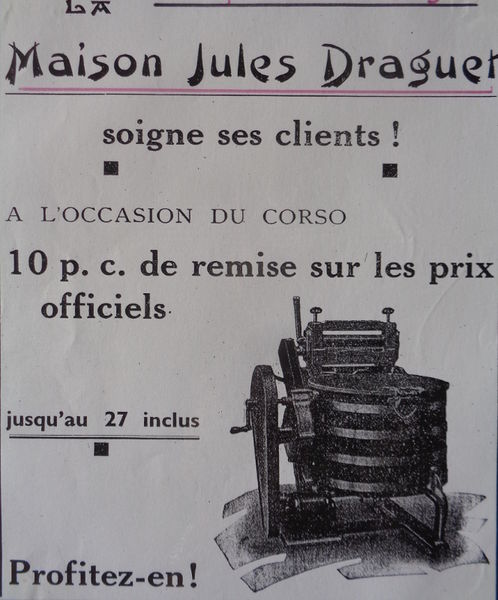 LA
Maison Jules Draguet
soigne ses clients !
A L'OCCASION DU CORSO
10 p. c. de remise sur les prix
officiels.
jusqu'au 27 inclus
Profitez-en!